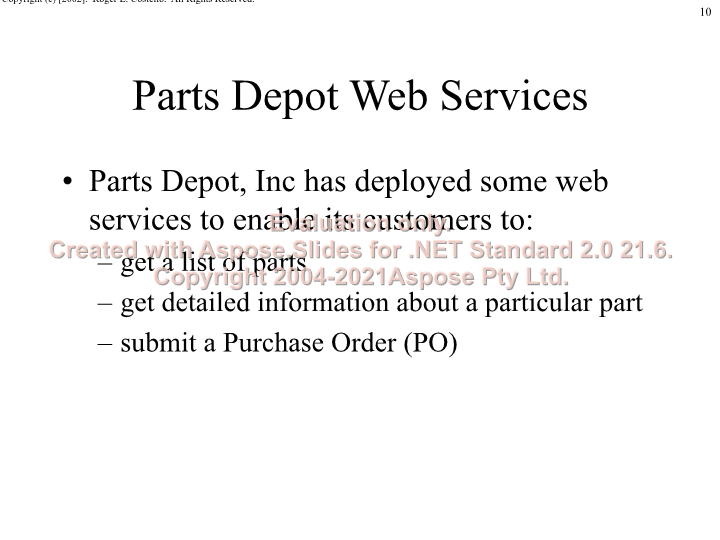 Copyright (c) [2002]. Roger L. Costello. All Rights Reserved.
10
Parts Depot Web Services
• Parts Depot, Inc has deployed some web
services to enable its customers to:
Evaluation only.
Created with Aspose.Slides for .NET Standard 2.0 21.6.
– get a list of parts
Copyright 2004-2021Aspose Pty Ltd.
– get detailed information about a particular part
– submit a Purchase Order (PO)